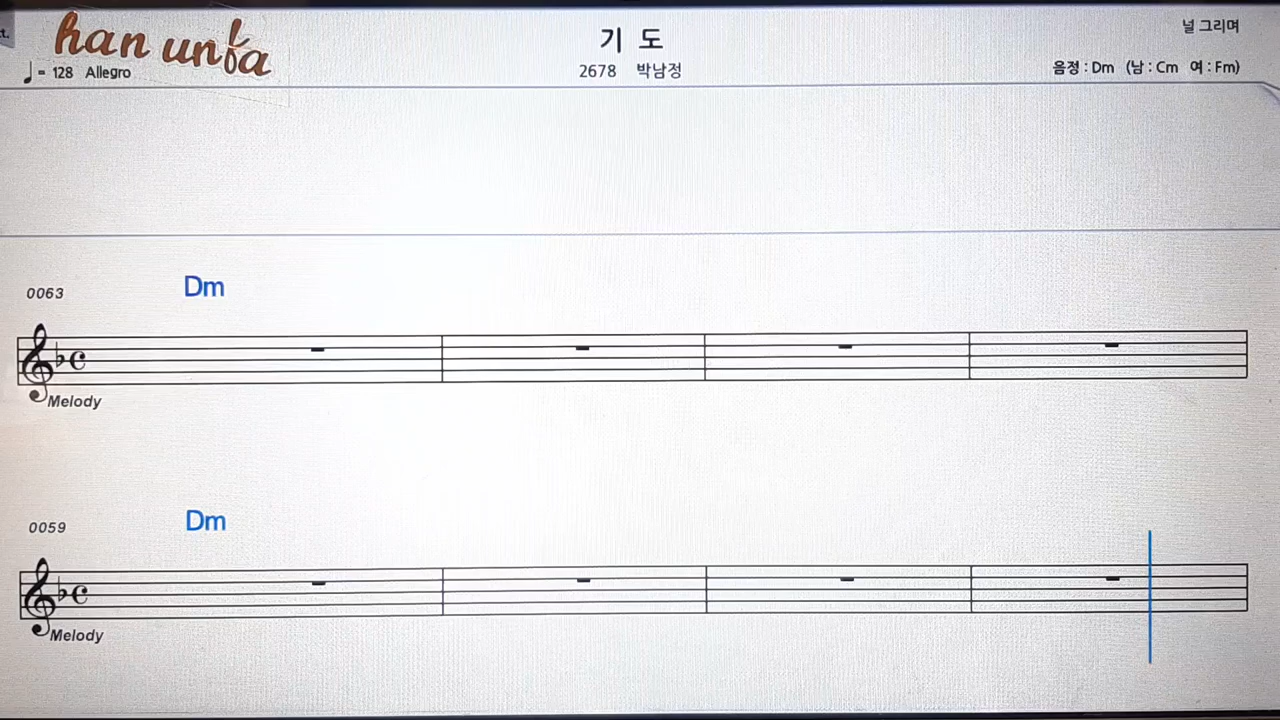 han unba
기 도
널 그리며
♩ = 128 Allegro
2678 박남정
음정 : Dm (남 : Cm 여 : Fm)
0063 Dm
Melody
0059 Dm
Melody